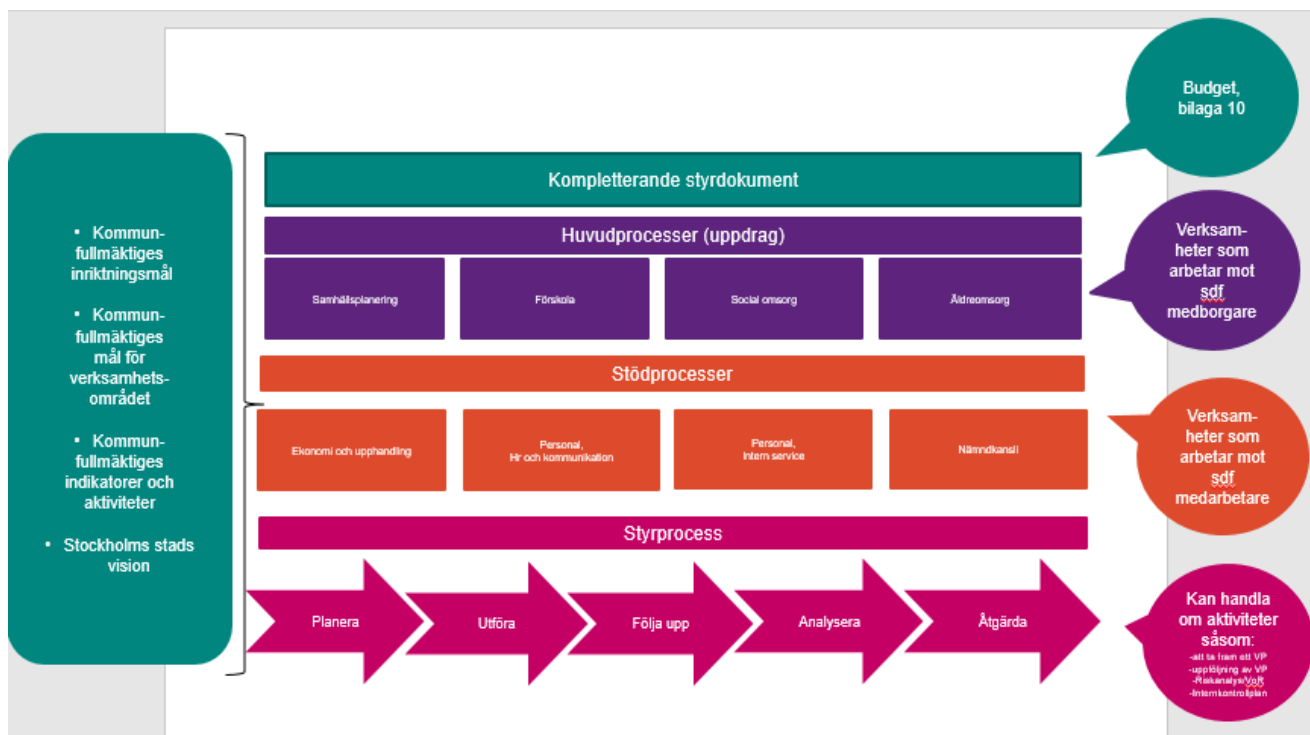 Budget,
bilaga 10
Kompletterande styrdokument
Huvudprocesser (uppdrag)
Samhällsplanering
Förskola
Social omsorg
Äldreomsorg
Verksam-
heter som
arbetar mot
sdf
medborgare
• Kommun-
fullmäktiges
inriktningsmål
• Kommun-
fullmäktiges
mål för
verksamhets-
området
• Kommun-
fullmäktiges
indikatorer och
aktiviteter
• Stockholms stads
vision
Stödprocesser
Ekonomi och upphandling
Personal,
Hr och kommunikation
Personal,
Intern service
Nämndkansli
Verksam-
heter som
arbetar mot
sdf
medarbetare
Styrprocess
Planera
Utföra
Följa upp
Analysera
Åtgärda
Kan handla
om aktiviteter
såsom:
-att ta fram ett VP
-uppföljning av VP
-Riskanalys/VoR
-Internkontrollplan